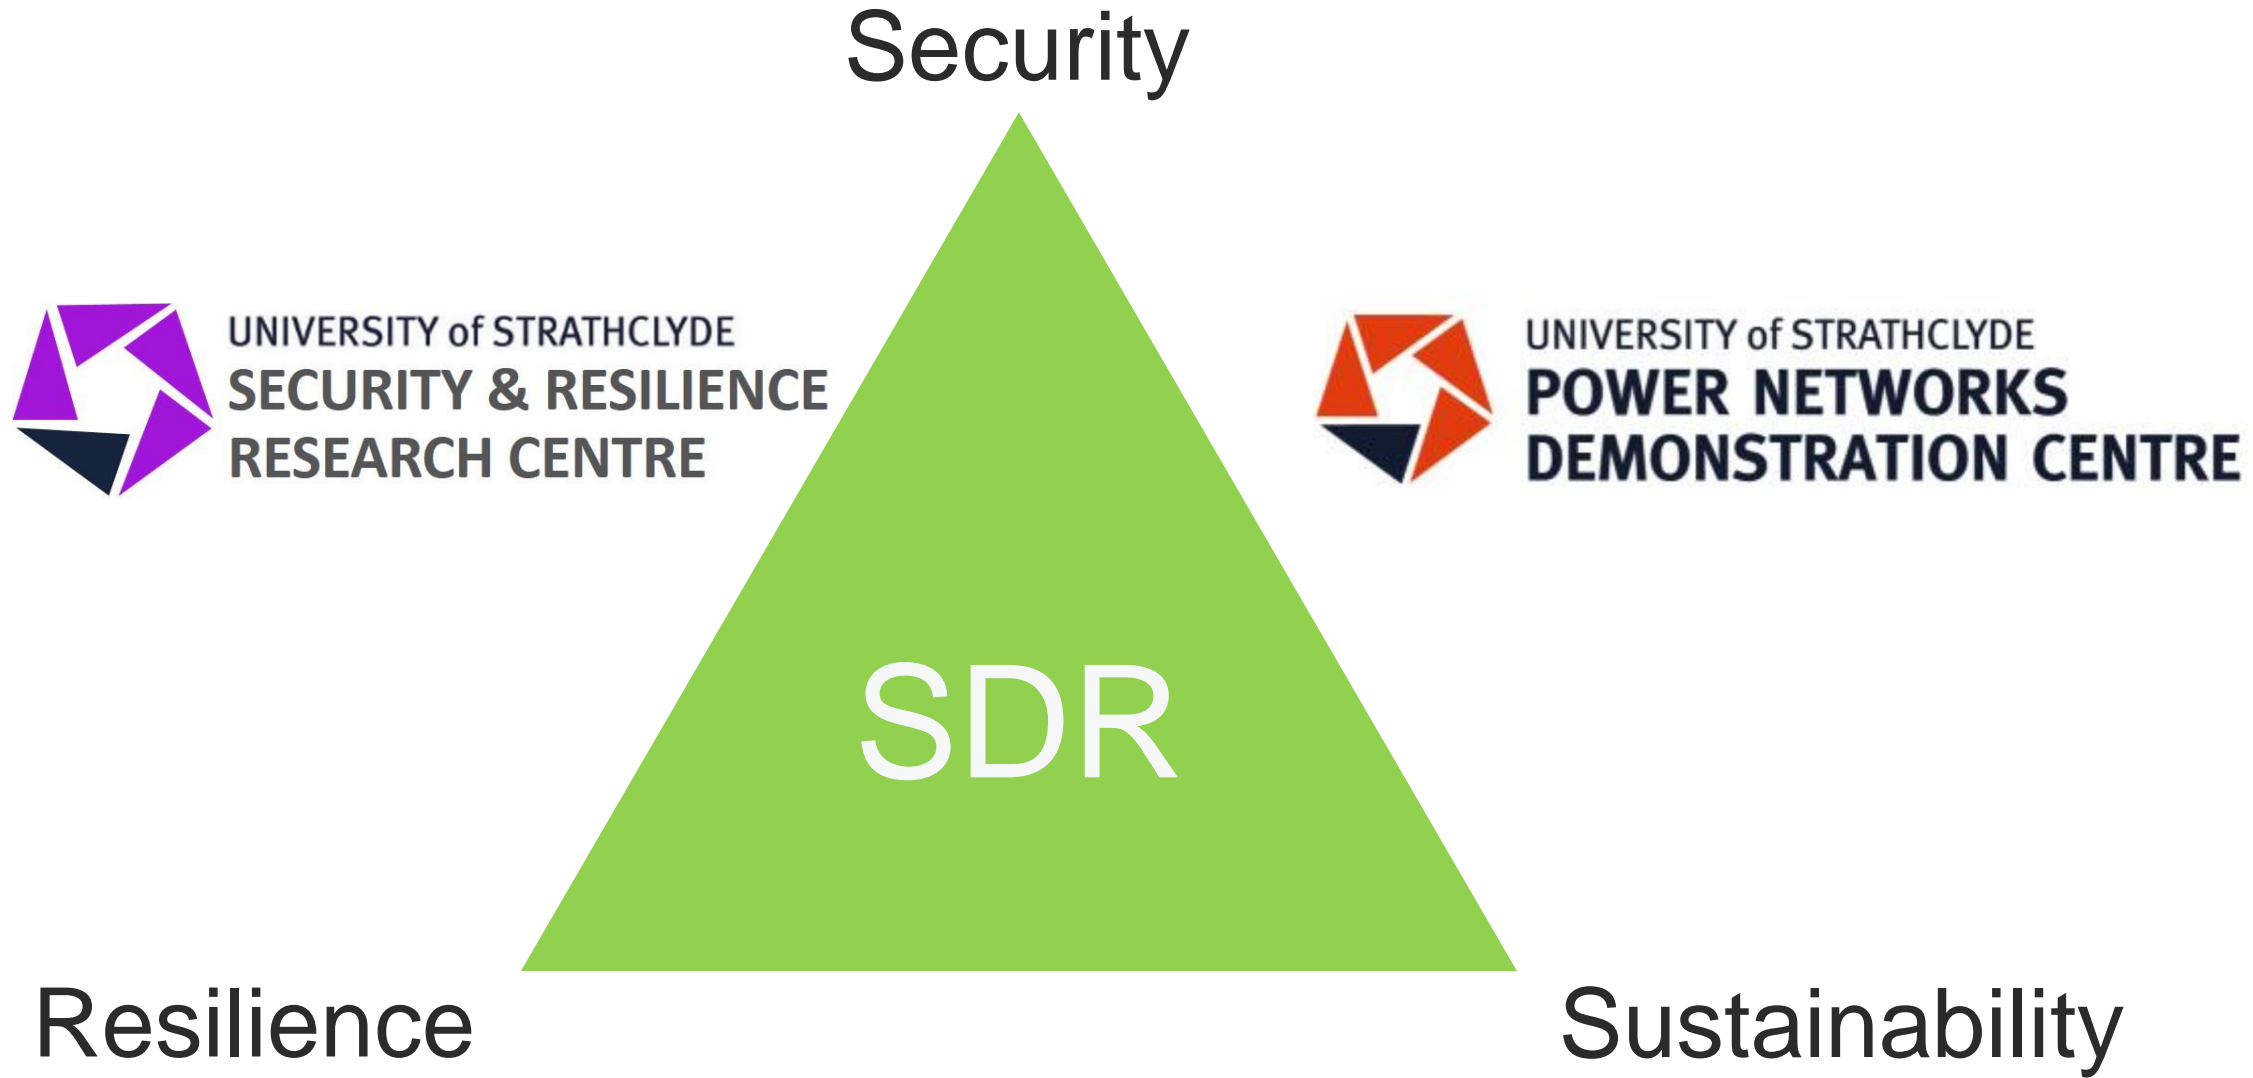 Security
UNIVERSITY of STRATHCLYDE
SECURITY & RESILIENCE
RESEARCH CENTRE
UNIVERSITY of STRATHCLYDE
POWER NETWORKS
DEMONSTRATION CENTRE
SDR
Resilience
Sustainability